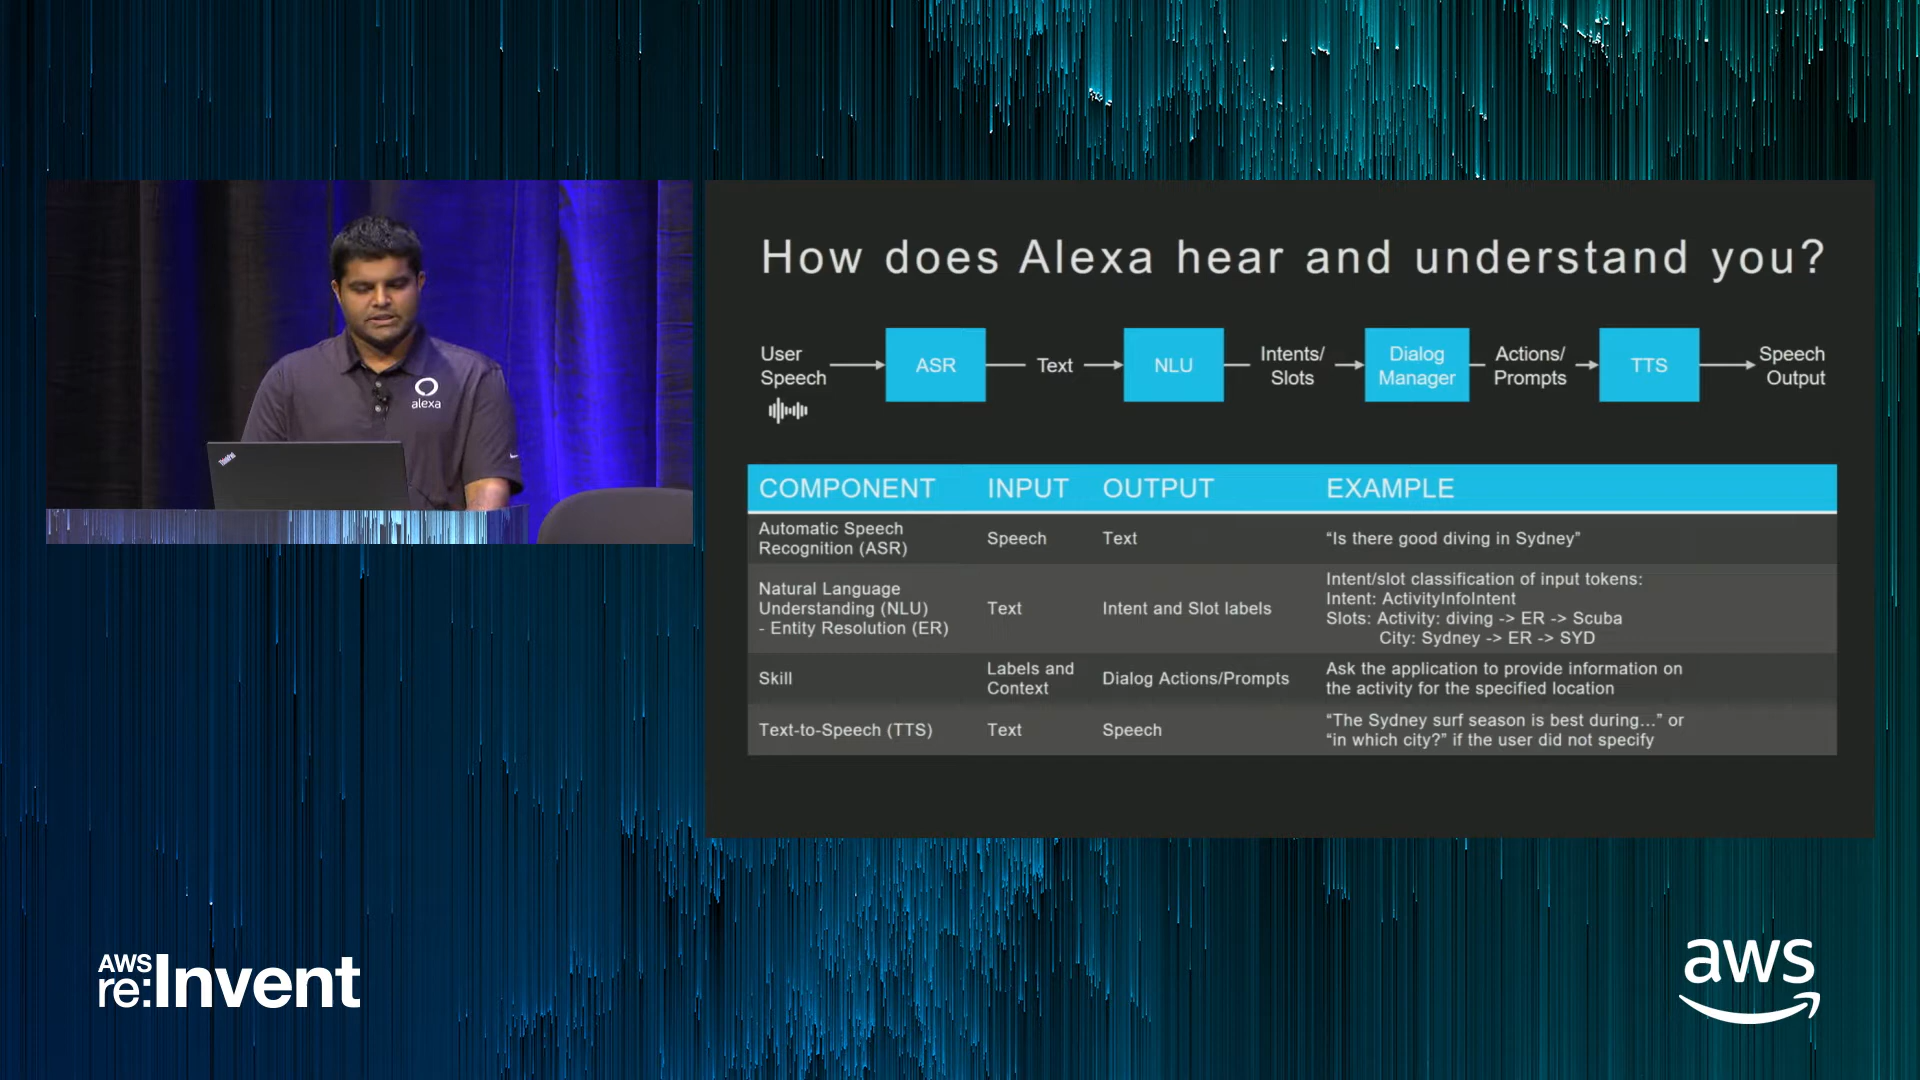 alexa
ThinkPad
How does Alexa hear and understand you?
User
Speech
ASR
Text
NLU
Intents/
Slots
Dialog
Manager
Actions/
Prompts
TTS
Speech
Output
COMPONENT INPUT OUTPUT EXAMPLE
Automatic Speech
Recognition (ASR)
Speech
Text
“Is there good diving in Sydney”
Natural Language
Understanding (NLU)
- Entity Resolution (ER)
Text
Intent and Slot labels
Intent/slot classification of input tokens:
Intent: ActivityInfoIntent
Slots: Activity: diving -> ER -> Scuba
City: Sydney -> ER -> SYD
Skill
Labels and
Context
Dialog Actions/Prompts
Ask the application to provide information on
the activity for the specified location
Text-to-Speech (TTS)
Text
Speech
“The Sydney surf season is best during…” or
“in which city?” if the user did not specify
AWS
re:Invent
aws